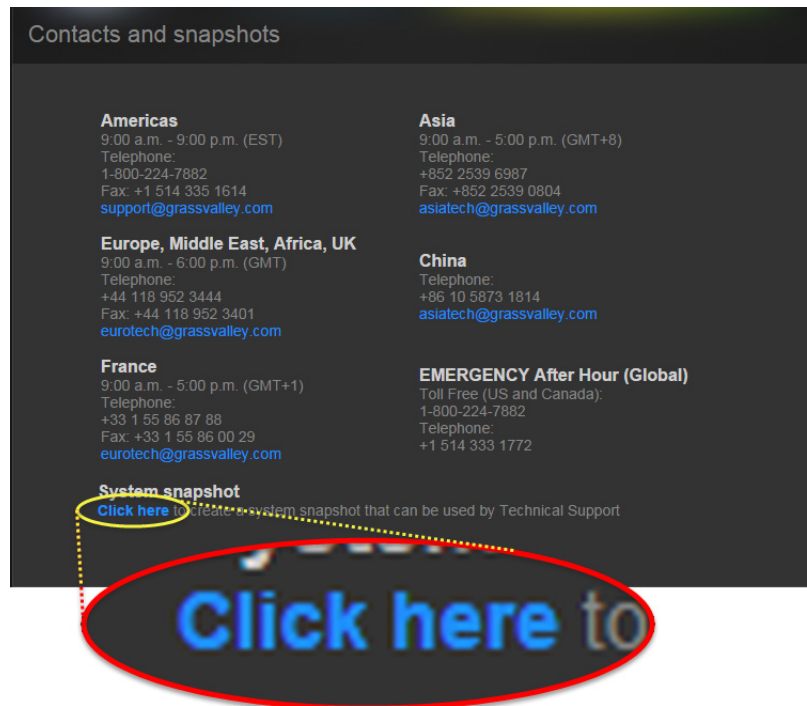 Contacts and snapshots
Americas
9:00 a.m. - 9:00 p.m. (EST)
Telephone:
1-800-224-7882
Fax: +1 514 335 1614
support@grassvalley.com
Europe, Middle East, Africa, UK
9:00 a.m. - 6:00 p.m. (GMT)
Telephone:
+44 118 952 3444
Fax: +44 118 952 3401
eurotech@grassvalley.com
France
9:00 a.m. - 5:00 p.m. (GMT+1)
Telephone:
+33 1 55 86 87 88
Fax: +33 1 55 86 00 29
eurotech@grassvalley.com
Asia
9:00 a.m. - 5:00 p.m. (GMT+8)
Telephone:
+852 2539 6987
Fax: +852 2539 0804
asiatech@grassvalley.com
China
Telephone:
+86 10 5873 1814
asiatech@grassvalley.com
EMERGENCY After Hour (Global)
Toll Free (US and Canada):
1-800-224-7882
Telephone:
+1 514 333 1772
System snapshot
Click here to create a system snapshot that can be used by Technical Support
Click here to